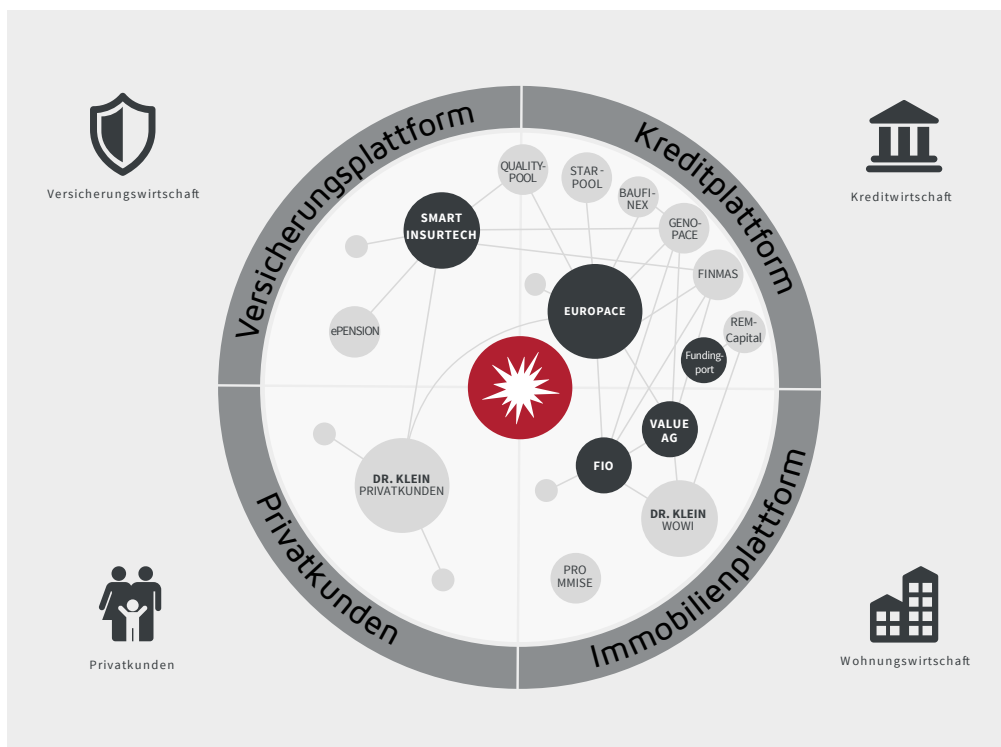 Versicherungsplattform
Kreditplattform
Versicherungswirtschaft
Kreditwirtschaft
QUALITY-
POOL
STAR-
POOL
BAUFI-
NEX
GENO-
PACE
SMART
INSURTECH
FINMAS
EUROPACE
ePENSION
REM-
Capital
Funding-
port
VALUE
AG
FIO
DR. KLEIN
PRIVATKUNDEN
DR. KLEIN
WOWI
PRO
MMISE
Privatkunden
Immobilienplattform
Privatkunden
Wohnungswirtschaft